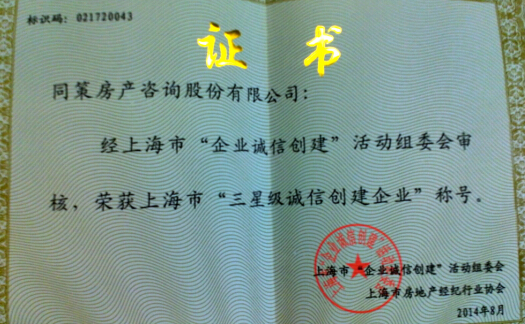 标识码：021720043
证 书
同策房产咨询股份有限公司：
经上海市“企业诚信创建”活动组委会审
核，荣获上海市“三星级诚信创建企业”称号。
上海市“企业诚信创建”活动组委会
上海市房地产经纪行业协会
2014年8月